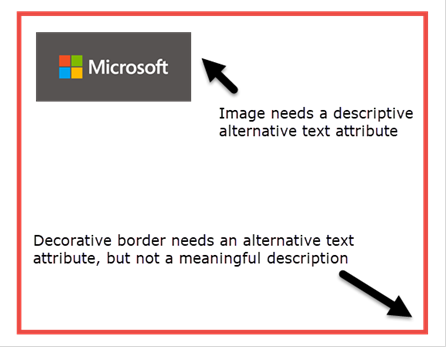 Microsoft
Image needs a descriptive
alternative text attribute
Decorative border needs an alternative text
attribute, but not a meaningful description